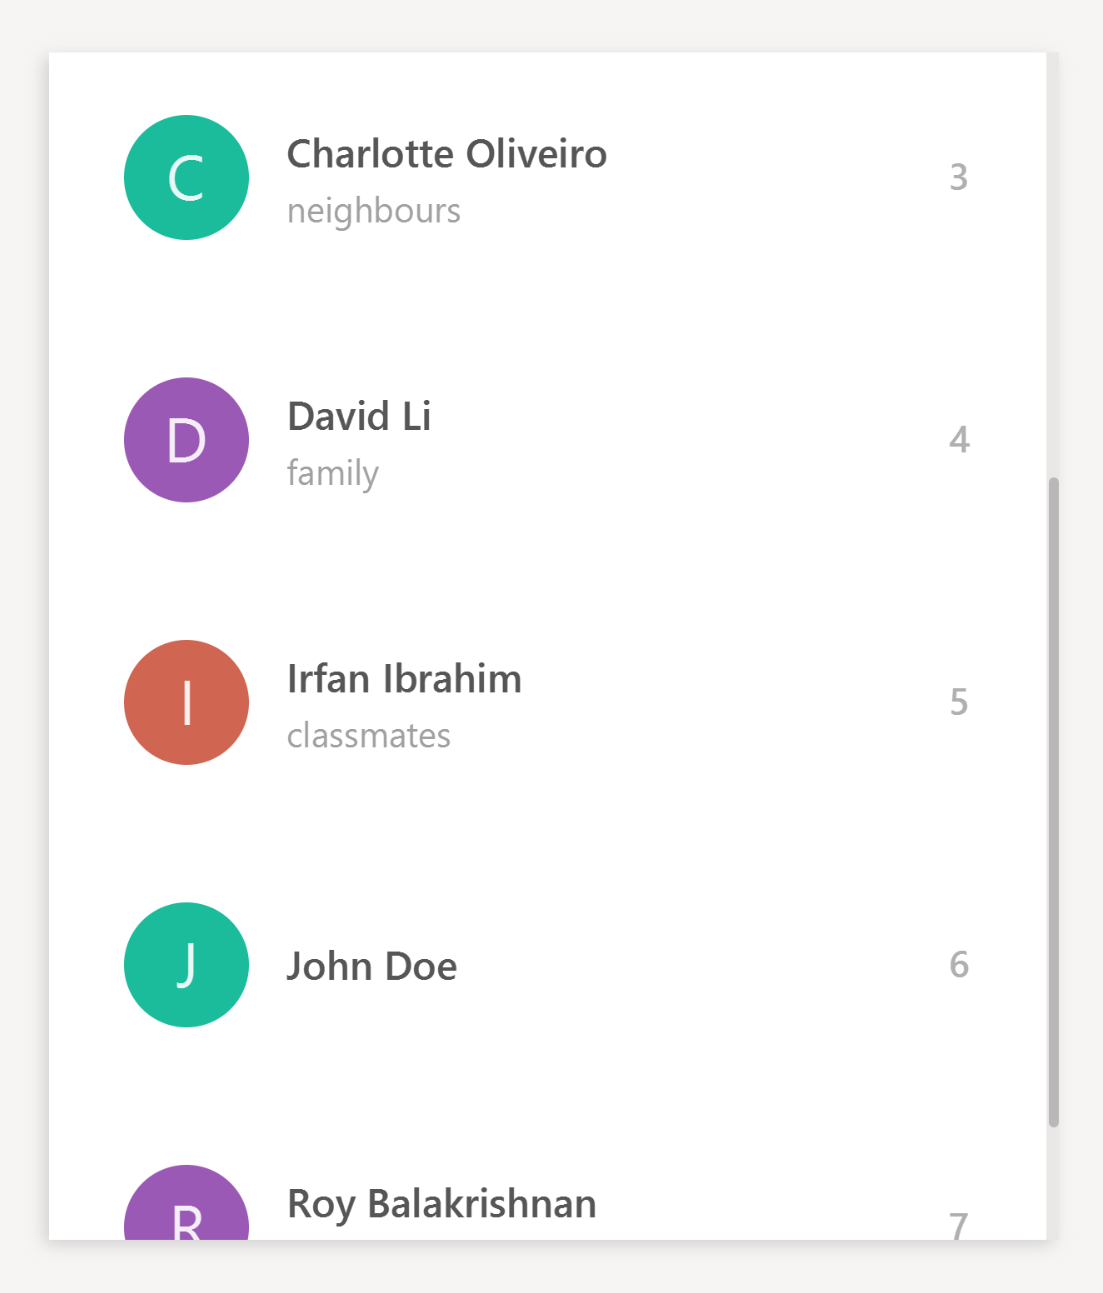 C
Charlotte Oliveiro
neighbours
3
D
David Li
family
4
I
Irfan Ibrahim
classmates
5
J
John Doe
6
R
Roy Balakrishnan
7